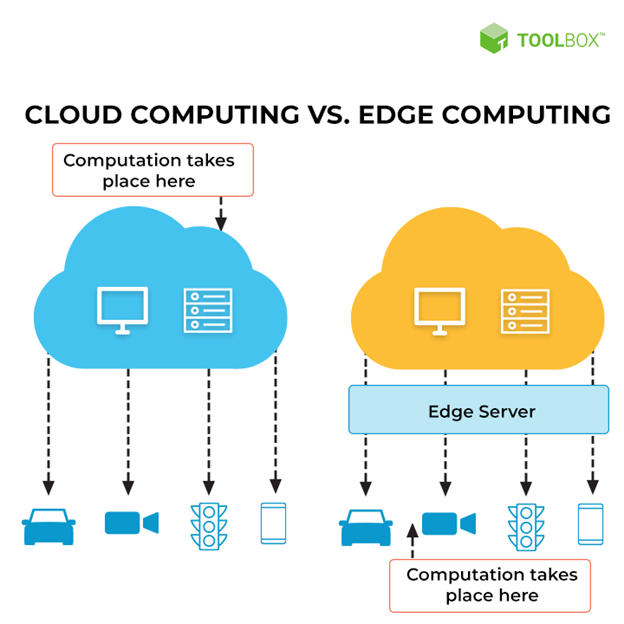 TOOLBOX™
CLOUD COMPUTING VS. EDGE COMPUTING
Computation takes
place here
Edge Server
Computation takes
place here